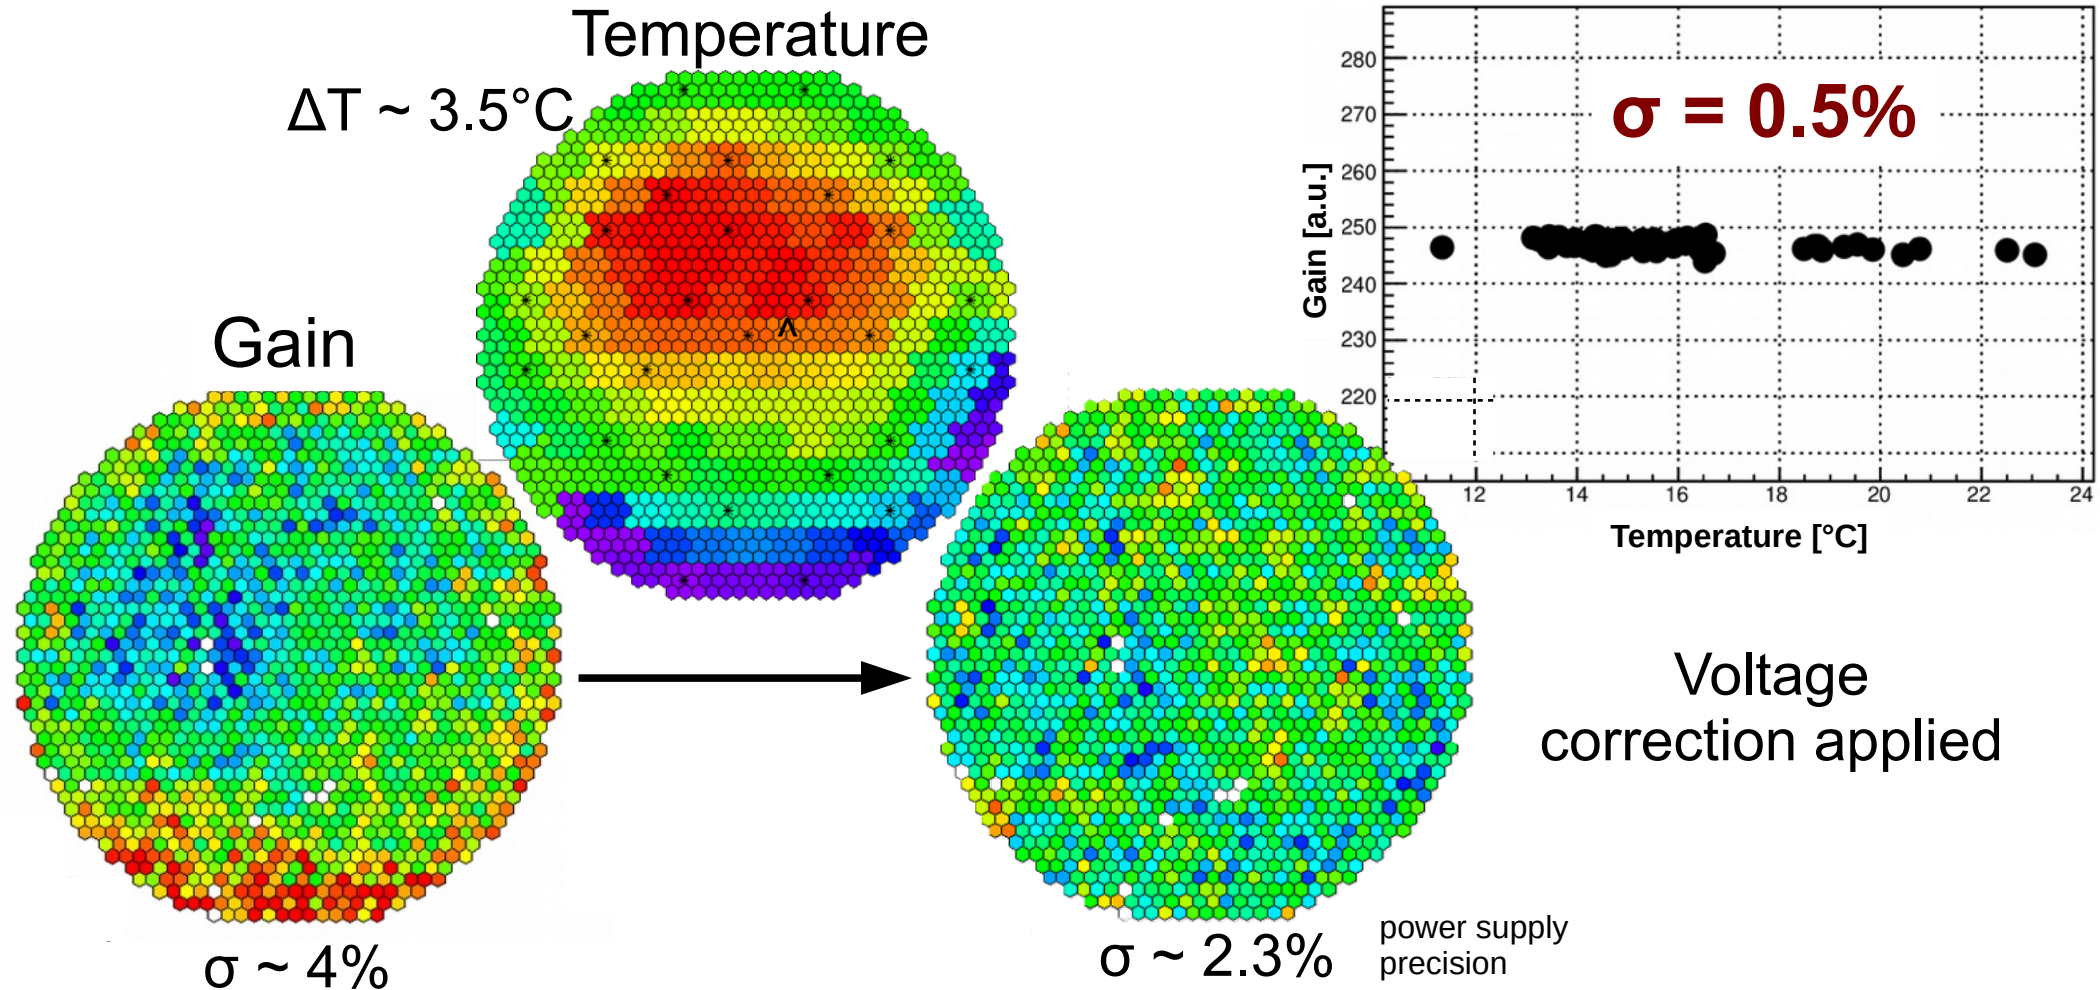 Temperature
ΔT ~ 3.5°C
Gain
σ ~ 4%
σ ~ 2.3%
power supply
precision
Voltage
correction applied
σ = 0.5%
Gain [a.u.]
280
270
260
250
240
230
220
12 14 16 18 20 22 24
Temperature [°C]